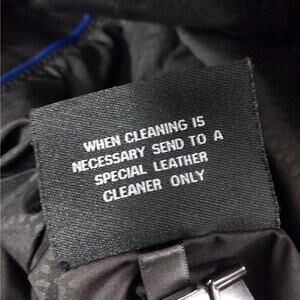 WHEN CLEANING IS
NECESSARY SEND TO A
SPECIAL LEATHER
CLEANER ONLY